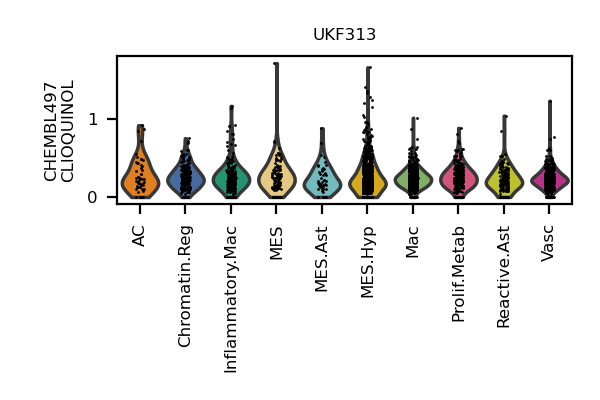 UKF313
CHEMBL497
CLIOQUINOL
1
0
AC
Chromatin.Reg
Inflammatory.Mac
MES
MES.Ast
MES.Hyp
Mac
Prolif.Metab
Reactive.Ast
Vasc